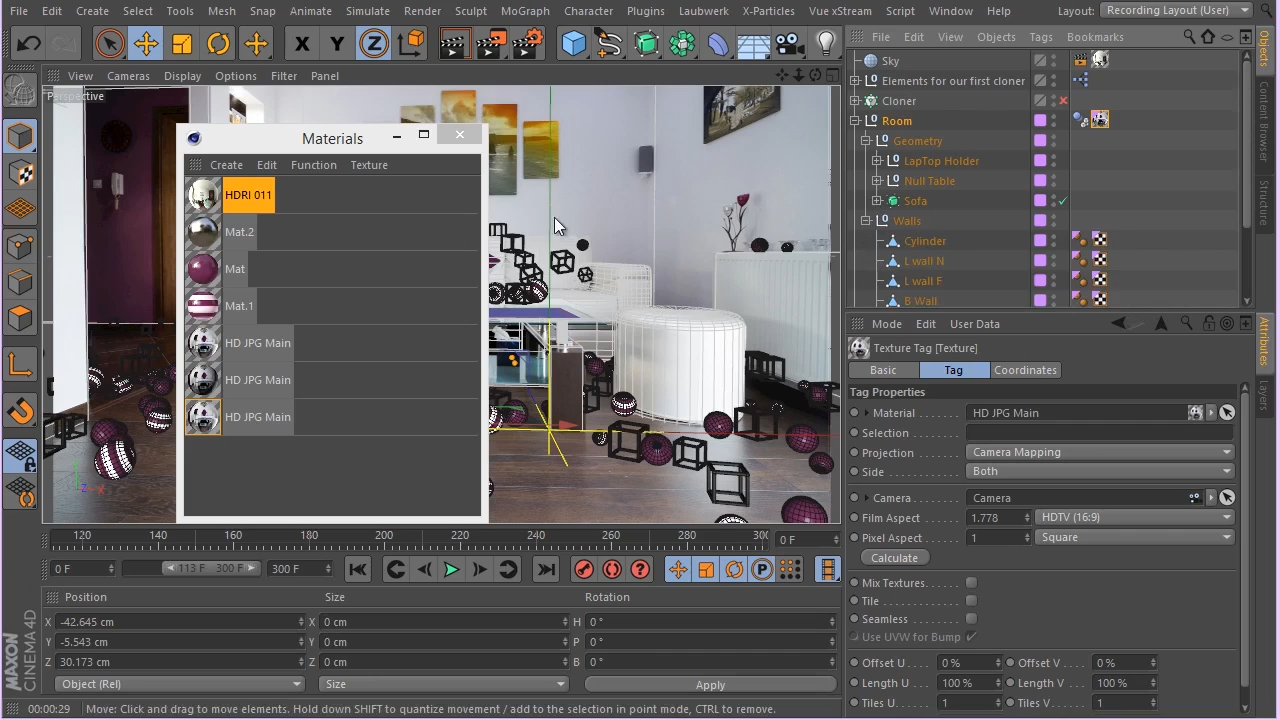 File Edit Create Select Tools Mesh Snap Animate Simulate Render Sculpt MoGraph Character Plugins Laubwerk X-Particles Vue xStream Script Window Help Layout: Recording Layout (User)
X Y Z
File Edit View Objects Tags Bookmarks
View Cameras Display Options Filter Panel
Perspective
Materials
Create Edit Function Texture
HDRI 011
Mat.2
Mat
Mat.1
HD JPG Main
HD JPG Main
HD JPG Main
Sky
Elements for our first cloner
Cloner
Room
Geometry
LapTop Holder
Null Table
Sofa
Walls
Cylinder
L wall N
L wall F
B Wall
Objects
Content Browser
Structure
Attributes
Layers
Mode Edit User Data
Texture Tag [Texture]
Basic Tag Coordinates
Tag Properties
Material HD JPG Main
Selection
Projection Camera Mapping
Side Both
Camera Camera
Film Aspect 1.778 HDTV (16:9)
Pixel Aspect 1 Square
Calculate
Mix Textures
Tile
Seamless
Use UVW for Bump
Offset U 0 % Offset V 0 %
Length U 100 % Length V 100 %
Tiles U 1 Tiles V 1
120 140 160 180 200 220 240 260 280 0 F
0 F 113 F 300 F 300 F
Position Size Rotation
X -42.645 cm X 0 cm H 0 °
Y -5.543 cm Y 0 cm P 0 °
Z 30.173 cm Z 0 cm B 0 °
Object (Rel) Size Apply
MAXON
CINEMA 4D
00:00:29 Move: Click and drag to move elements. Hold down SHIFT to quantize movement / add to the selection in point mode, CTRL to remove.